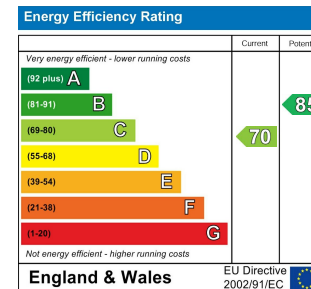 Energy Efficiency Rating
Current Potent
Very energy efficient - lower running costs
(92 plus) A
(81-91) B
85
(69-80) C
70
(55-68) D
(39-54) E
(21-38) F
(1-20) G
Not energy efficient - higher running costs
England & Wales
EU Directive
2002/91/EC